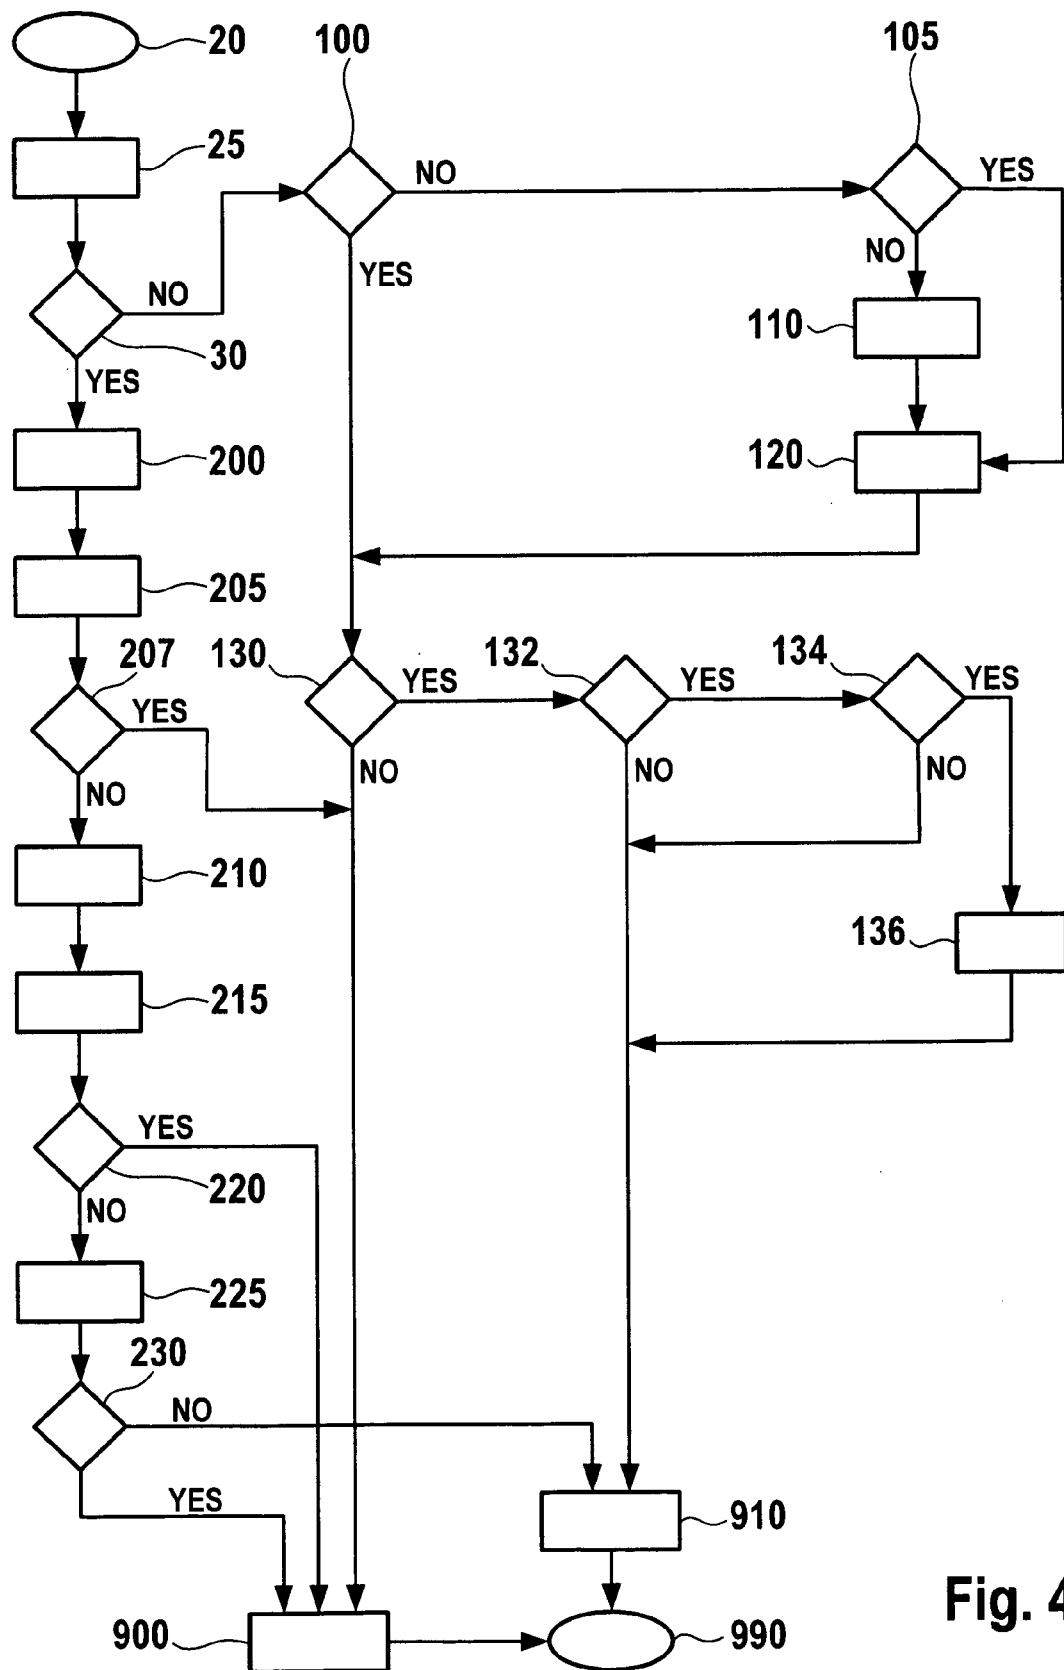 20
100
105
25
NO
YES
NO
YES
NO
30
110
YES
200
120
205
207
130
132
134
YES
YES
YES
YES
NO
NO
NO
NO
210
136
215
YES
220
NO
225
230
NO
YES
910
900
990
Fig. 4